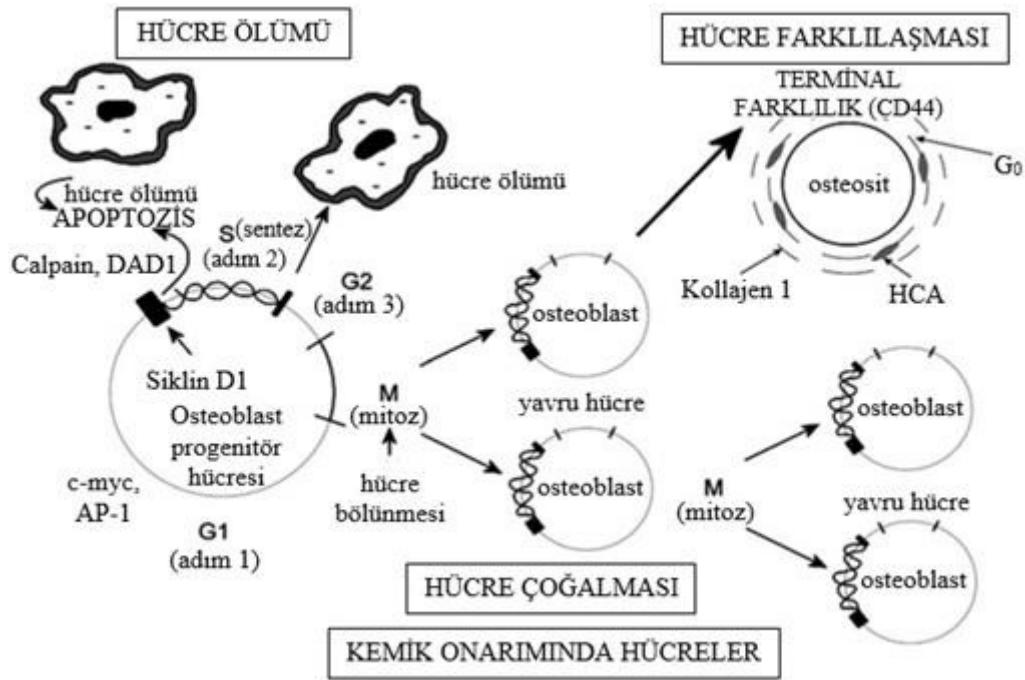 HÜCRE ÖLÜMÜ
hücre ölümü
APOPTOZİS
Calpain, DAD1
S(sentez)
(adım 2)
hücre ölümü
G2
(adım 3)
Siklin D1
Osteoblast
progenitör
hücresi
c-myc,
AP-1
G1
(adım 1)
M
(mitoz)
hücre
bölünmesi
osteoblast
yavru hücre
osteoblast
HÜCRE FARKLILAŞMASI
TERMİNAL
FARKLILIK (ÇD44)
G0
osteosit
Kollajen 1
HCA
M
(mitoz)
osteoblast
yavru hücre
osteoblast
HÜCRE ÇOĞALMASI
KEMİK ONARIMINDA HÜCRELER